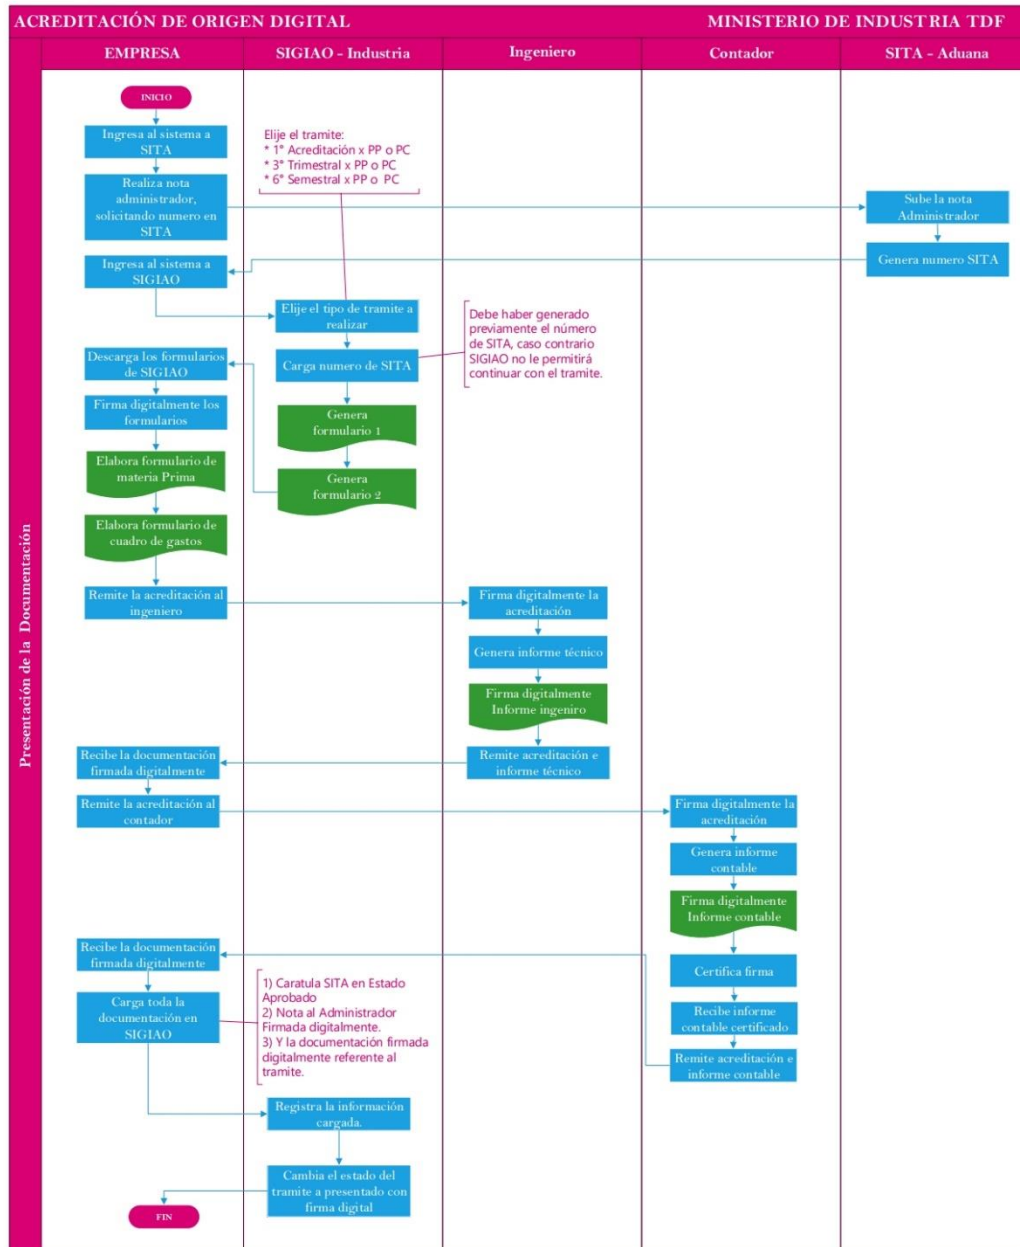 ACREDITACIÓN DE ORIGEN DIGITAL
MINISTERIO DE INDUSTRIA TDF
Presentación de la Documentación
EMPRESA
SIGIAO - Industria
Ingeniero
Contador
SITA - Aduana
INICIO
Ingresa al sistema a
SITA
Realiza nota
administrador,
solicitando numero en
SITA
Elije el tramite:
* 1° Acreditación x PP o PC
* 3° Trimestral x PP o PC
* 6° Semestral x PP o PC
Sube la nota
Administrador
Genera numero SITA
Ingresa al sistema a
SIGIAO
Elije el tipo de tramite a
realizar
Carga numero de SITA
Debe haber generado
previamente el número
de SITA, caso contrario
SIGIAO no le permitirá
continuar con el tramite.
Genera
formulario 1
Genera
formulario 2
Descarga los formularios
de SIGIAO
Firma digitalmente los
formularios
Elabora formulario de
materia Prima
Elabora formulario de
cuadro de gastos
Remite la acreditación al
ingeniero
Firma digitalmente la
acreditación
Genera informe técnico
Firma digitalmente
Informe ingeniro
Remite acreditación e
informe técnico
Recibe la documentación
firmada digitalmente
Remite la acreditación al
contador
Firma digitalmente la
acreditación
Genera informe
contable
Firma digitalmente
Informe contable
Certifica firma
Recibe informe
contable certificado
Remite acreditación e
informe contable
Recibe la documentación
firmada digitalmente
Carga toda la
documentación en
SIGIAO
1) Caratula SITA en Estado
Aprobado
2) Nota al Administrador
Firmada digitalmente.
3) Y la documentación firmada
digitalmente referente al
tramite.
Registra la información
cargada.
Cambia el estado del
tramite a presentado con
firma digital
FIN